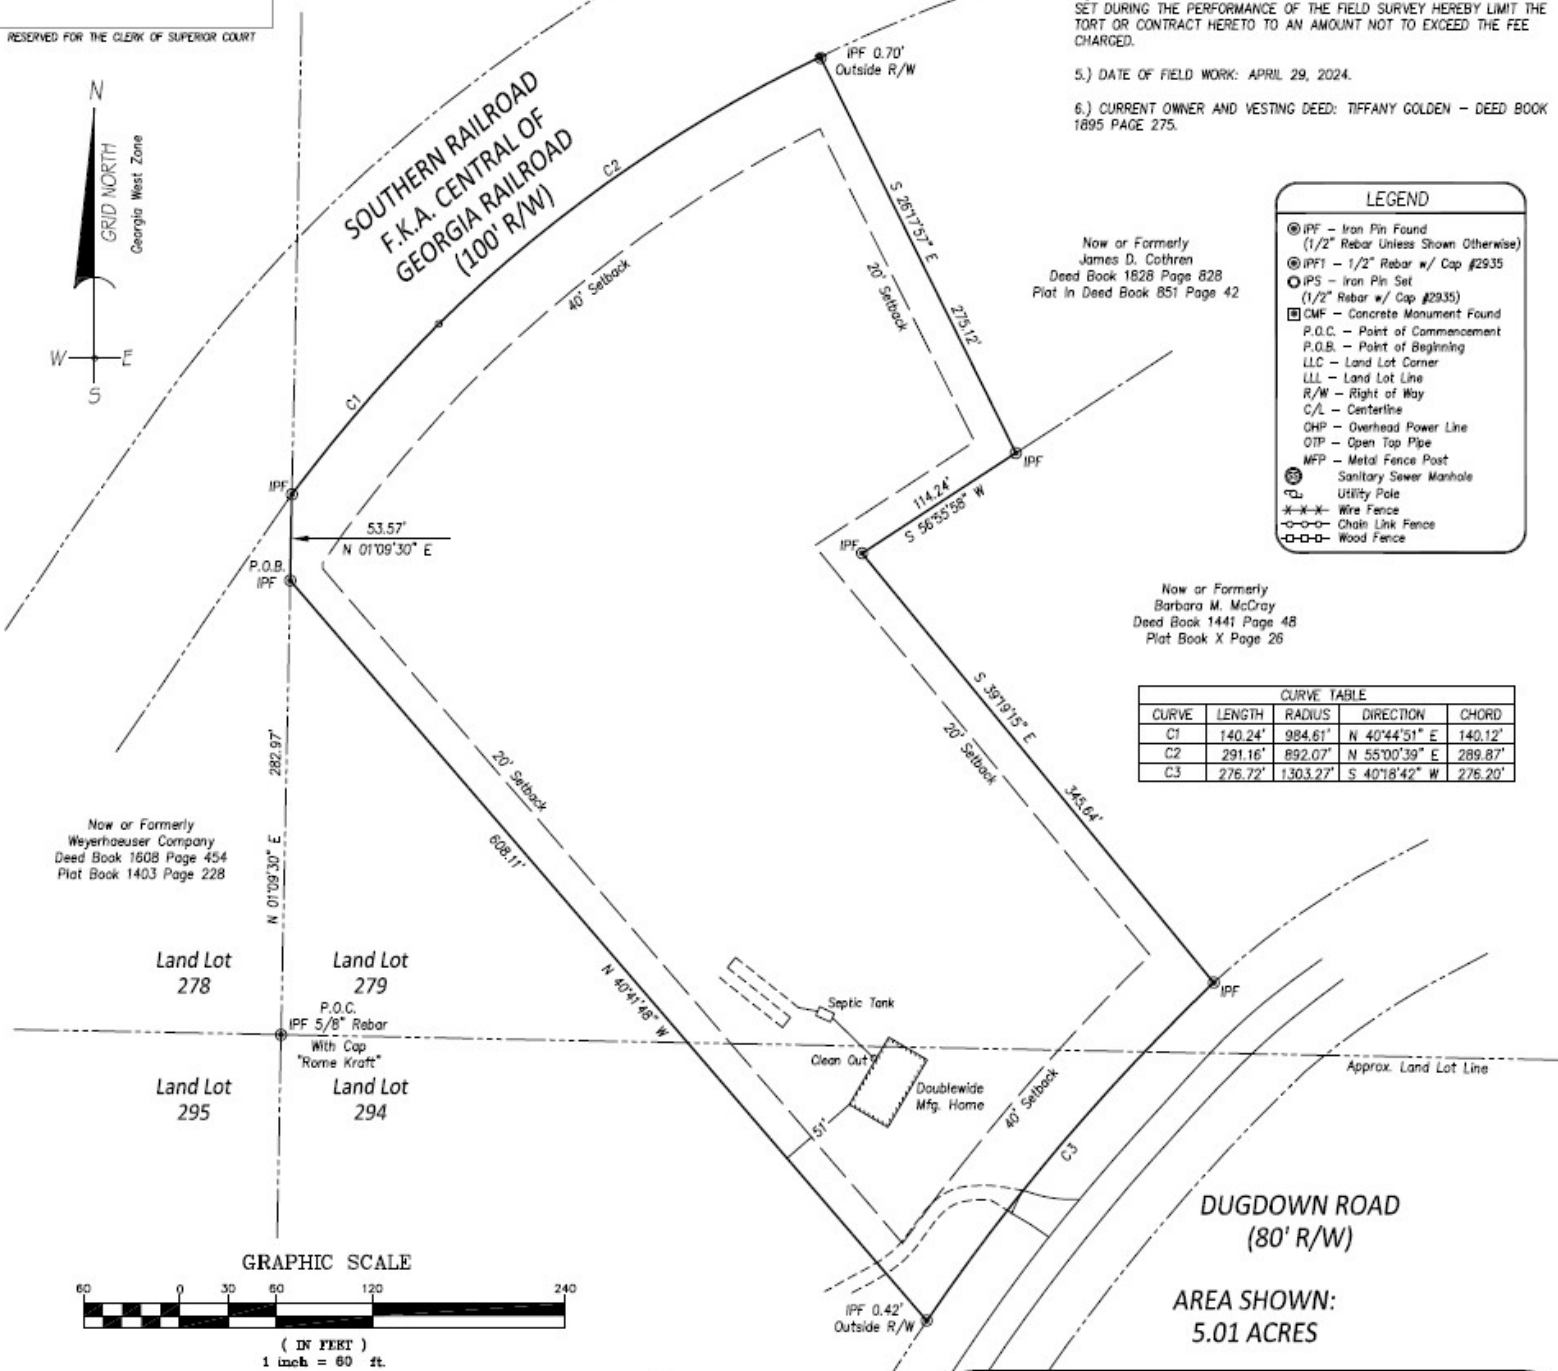 RESERVED FOR THE CLERK OF SUPERIOR COURT
SET DURING THE PERFORMANCE OF THE FIELD SURVEY HEREBY LIMIT THE
TORT OR CONTRACT HERETO TO AN AMOUNT NOT TO EXCEED THE FEE
CHARGED.
5.) DATE OF FIELD WORK: APRIL 29, 2024.
6.) CURRENT OWNER AND VESTING DEED: TIFFANY GOLDEN – DEED BOOK
1895 PAGE 275.
N
GRID NORTH
Georgia West Zone
W E
S
SOUTHERN RAILROAD
F.K.A. CENTRAL OF
GEORGIA RAILROAD
(100' R/W)
IPF 0.70'
Outside R/W
C2
C1
40' Setback
S 26°17'57" E
275.12'
20' Setback
Now or Formerly
James D. Cothren
Deed Book 1828 Page 828
Plat In Deed Book 851 Page 42
LEGEND
IPF – Iron Pin Found
(1/2" Rebar Unless Shown Otherwise)
IPF1 – 1/2" Rebar w/ Cap #2935
IPS – Iron Pin Set
(1/2" Rebar w/ Cap #2935)
CMF – Concrete Monument Found
P.O.C. – Point of Commencement
P.O.B. – Point of Beginning
LLC – Land Lot Corner
LLL – Land Lot Line
R/W – Right of Way
C/L – Centerline
OHP – Overhead Power Line
OTP – Open Top Pipe
MFP – Metal Fence Post
SS Sanitary Sewer Manhole
Utility Pole
Wire Fence
Chain Link Fence
Wood Fence
IPF
IPF
114.24'
S 56°55'58" W
IPF
53.57'
N 01°09'30" E
P.O.B.
IPF
Now or Formerly
Barbara M. McCray
Deed Book 1441 Page 48
Plat Book X Page 26
S 39°19'15" E
345.64'
20' Setback
CURVE TABLE
CURVE LENGTH RADIUS DIRECTION CHORD
C1 140.24' 984.61' N 40°44'51" E 140.12'
C2 291.16' 892.07' N 55°00'39" E 289.87'
C3 276.72' 1303.27' S 40°18'42" W 276.20'
282.97'
N 01°09'30" E
20' Setback
608.11'
N 40°41'48" W
Now or Formerly
Weyerhaeuser Company
Deed Book 1608 Page 454
Plat Book 1403 Page 228
Land Lot
278
Land Lot
279
P.O.C.
IPF 5/8" Rebar
With Cap
"Rome Kraft"
Land Lot
295
Land Lot
294
Septic Tank
Clean Out
Doublewide
Mfg. Home
51'
IPF
Approx. Land Lot Line
40' Setback
C3
DUGDOWN ROAD
(80' R/W)
AREA SHOWN:
5.01 ACRES
IPF 0.42'
Outside R/W
GRAPHIC SCALE
60 0 30 60 120 240
( IN FEET )
1 inch = 60 ft.